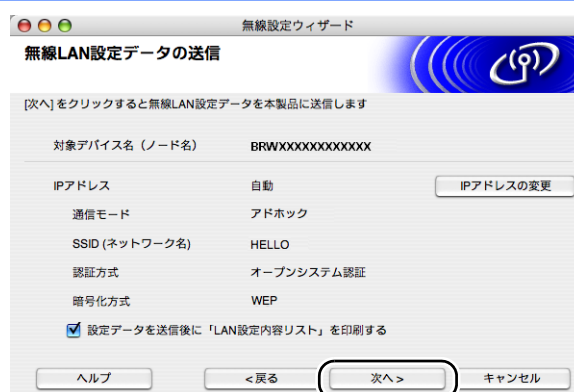 無線設定ウィザード
無線LAN設定データの送信
[次へ] をクリックすると無線LAN設定データを本製品に送信します
対象デバイス名（ノード名） BRWXXXXXXXXXXXX
IPアドレス 自動 IPアドレスの変更
通信モード アドホック
SSID (ネットワーク名) HELLO
認証方式 オープンシステム認証
暗号化方式 WEP
設定データを送信後に「LAN設定内容リスト」を印刷する
ヘルプ <戻る 次へ> キャンセル